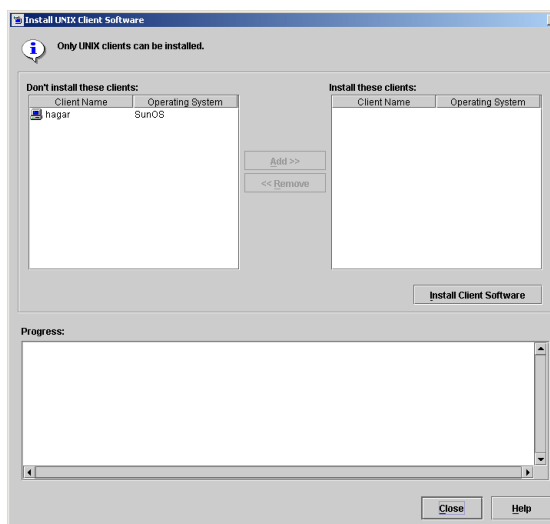 Install UNIX Client Software
Only UNIX clients can be installed.
Don't install these clients:
Client Name Operating System
hagar SunOS
Add >>
<< Remove
Install these clients:
Client Name Operating System
Install Client Software
Progress:
Close Help